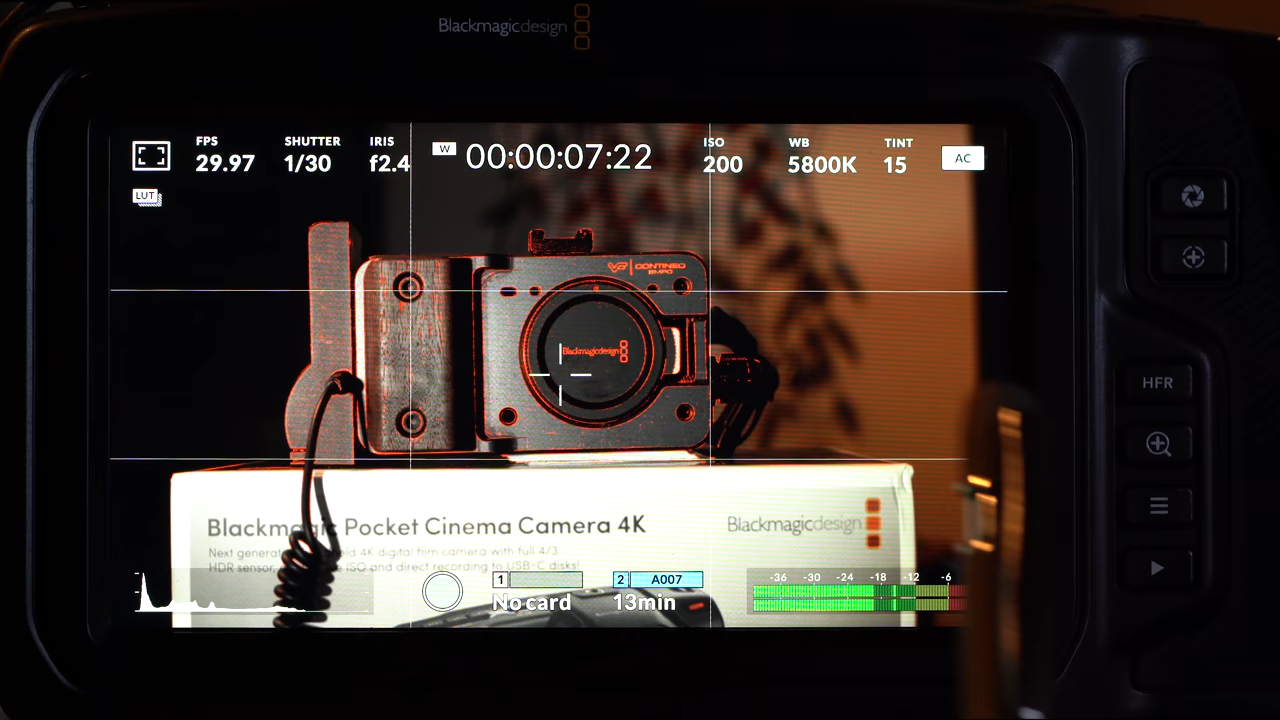 Blackmagicdesign
FPS SHUTTER IRIS W 00:00:07:22 ISO WB TINT AC
29.97 1/30 f2.4 200 5800K 15
LUT
CONTINEO
BMPC
Blackmagicdesign
Blackmagic Pocket Cinema Camera 4K
Blackmagicdesign
Next held 4K digital film camera with full 4/3
HDR sensor, ISO and direct recording to USB-C disks!
1 2 A007
No card 13min
-36 -30 -24 -18 -12 -6
HFR